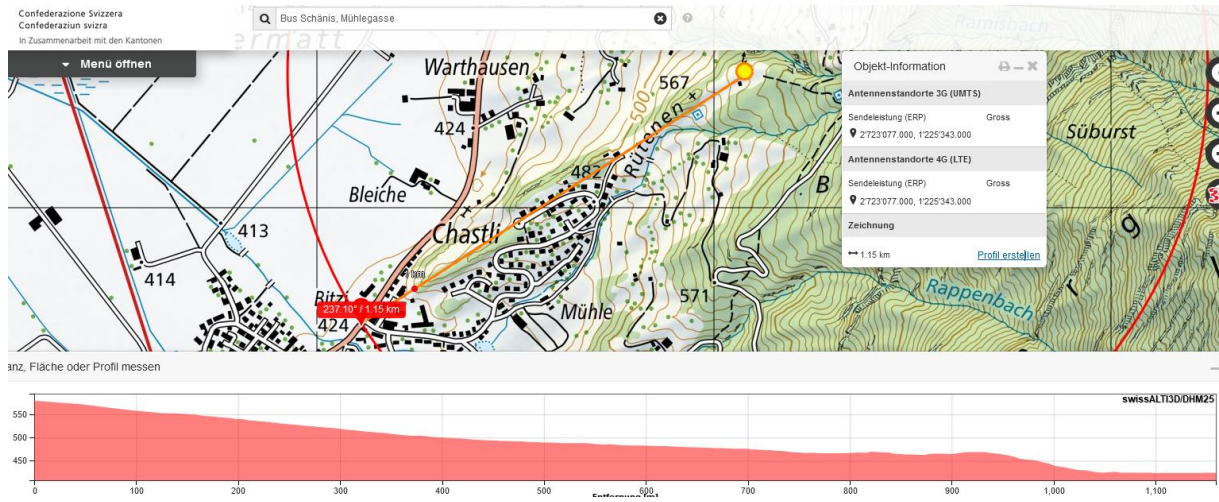 Confederazione Svizzera
Confederaziun svizra
In Zusammenarbeit mit den Kantonen
Bus Schänis, Mühlegasse
Menü öffnen
ermatt
Ramisbach
Warthausen
567
500
424
Rütenen
482
Süburst
Bleiche
B
413
Chastli
414
1 km
r g
Rappenbach
571
Bitzi
237.10° / 1.15 km
424
Mühle
Objekt-Information
Antennenstandorte 3G (UMTS)
Sendeleistung (ERP) Gross
2'723'077.000, 1'225'343.000
Antennenstandorte 4G (LTE)
Sendeleistung (ERP) Gross
2'723'077.000, 1'225'343.000
Zeichnung
1.15 km Profil erstellen
anz, Fläche oder Profil messen
swissALTI3D/DHM25
550
500
450
0 100 200 300 400 500 600 700 800 900 1,000 1,100
Entfernung [m]